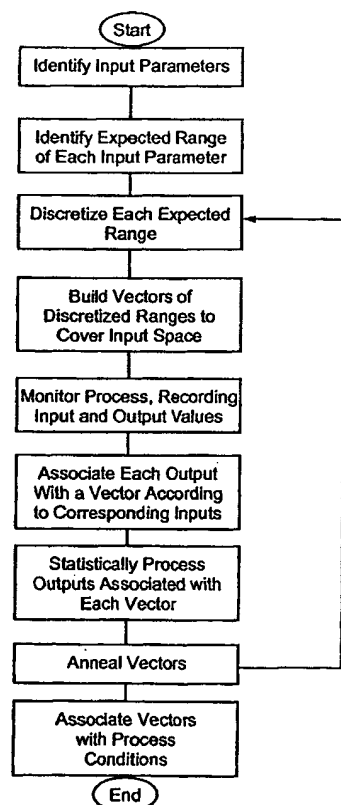 Start
Identify Input Parameters
Identify Expected Range
of Each Input Parameter
Discretize Each Expected
Range
Build Vectors of
Discretized Ranges to
Cover Input Space
Monitor Process, Recording
Input and Output Values
Associate Each Output
With a Vector According
to Corresponding Inputs
Statistically Process
Outputs Associated with
Each Vector
Anneal Vectors
Associate Vectors
with Process
Conditions
End